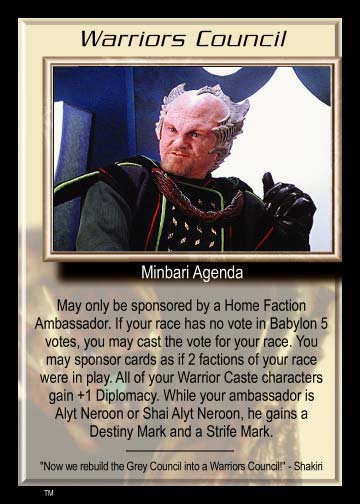 Warriors Council
Minbari Agenda
May only be sponsored by a Home Faction
Ambassador. If your race has no vote in Babylon 5
votes, you may cast the vote for your race. You
may sponsor cards as if 2 factions of your race
were in play. All of your Warrior Caste characters
gain +1 Diplomacy. While your ambassador is
Alyt Neroon or Shai Alyt Neroon, he gains a
Destiny Mark and a Strife Mark.
"Now we rebuild the Grey Council into a Warriors Council!" - Shakiri
TM